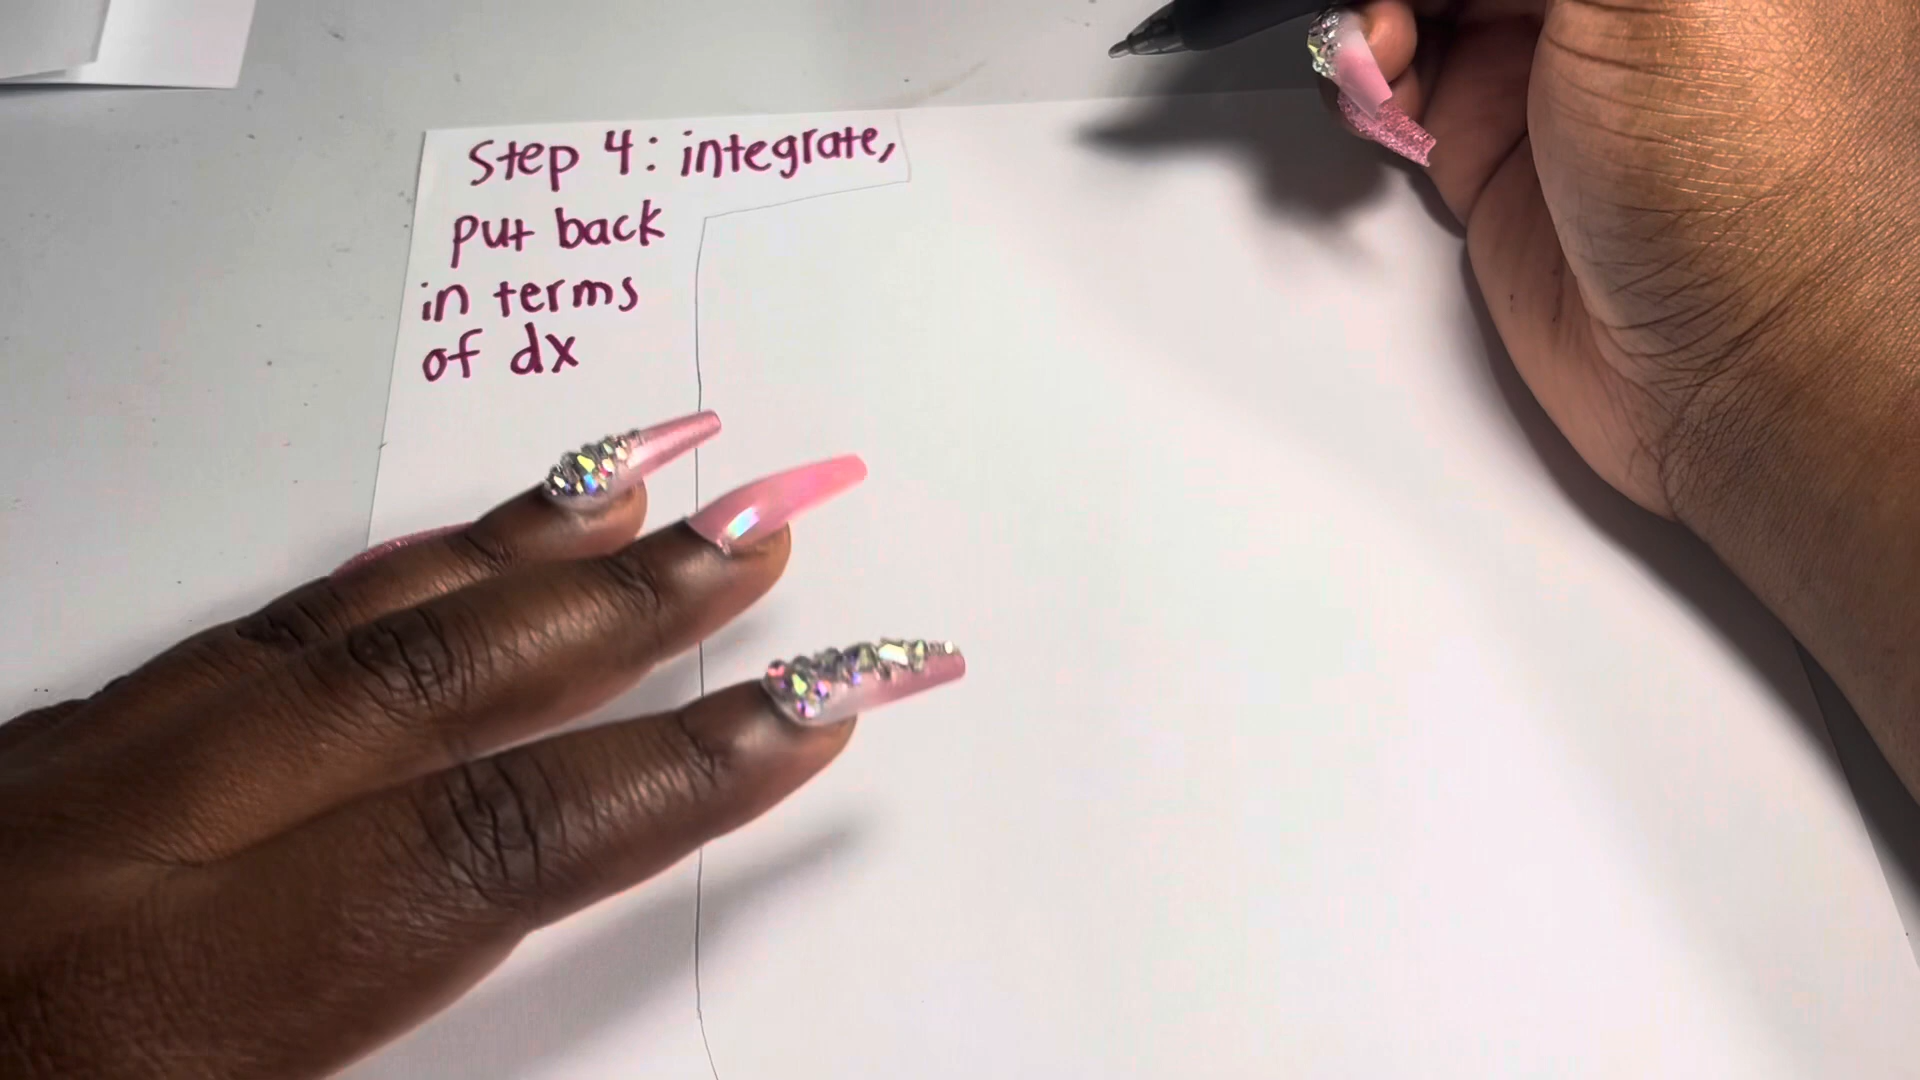 Step 4: integrate,
put back
in terms
of dx